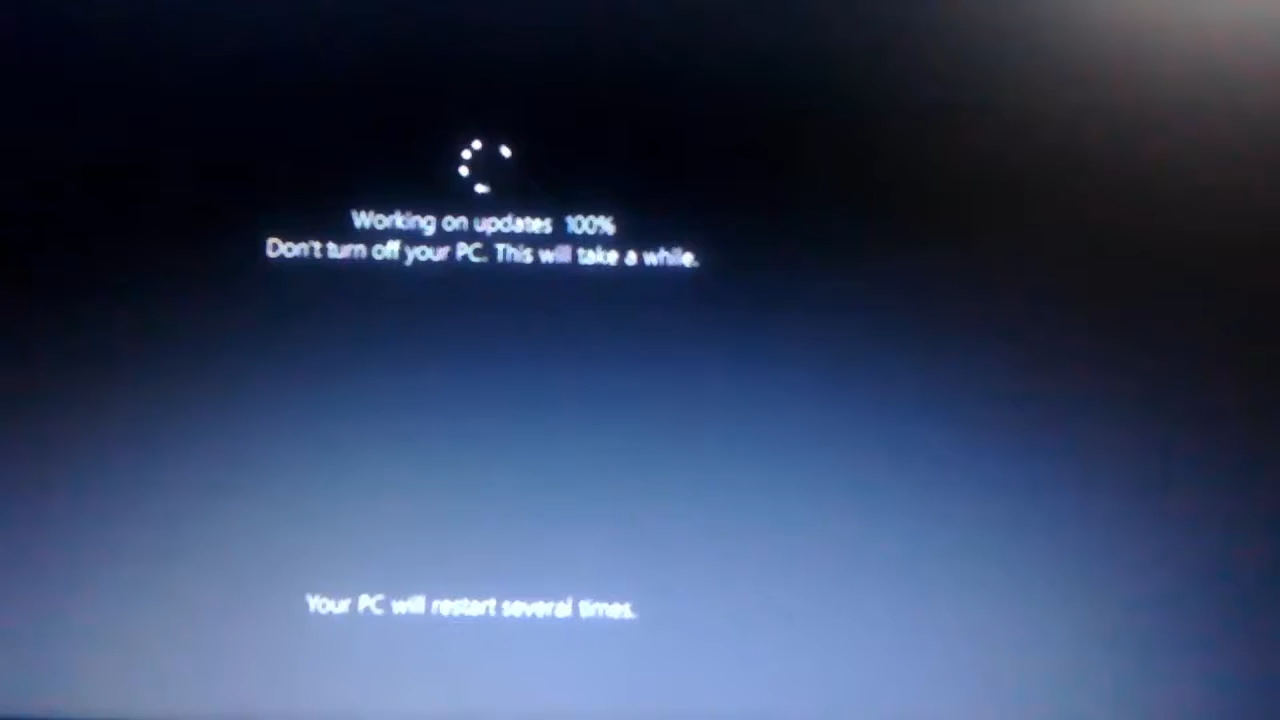 Working on updates 100%
Don't turn off your PC. This will take a while.
Your PC will restart several times.